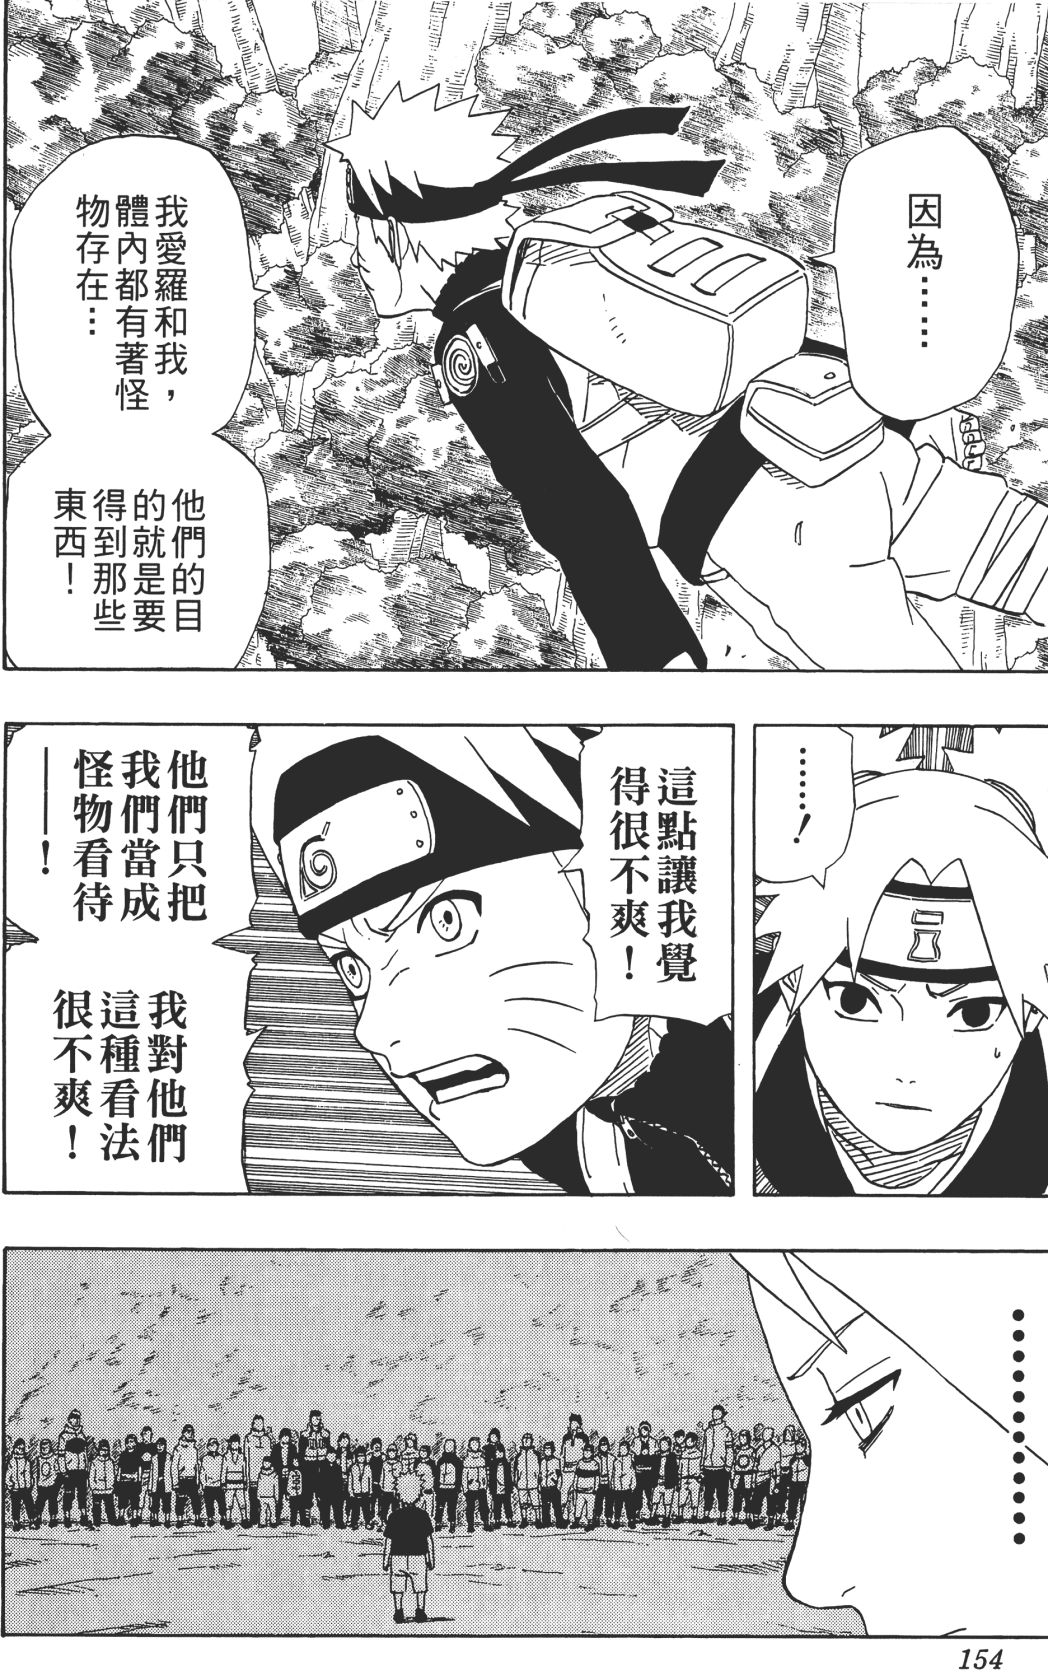 因為……
我愛羅和我，
體內都有著怪
物存在…
他們的目
的就是要
得到那些
東西！
……！
這點讓我覺
得很不爽！
他們只把
我們當成
怪物看待
——！
我對他們
這種看法
很不爽！
…………
154